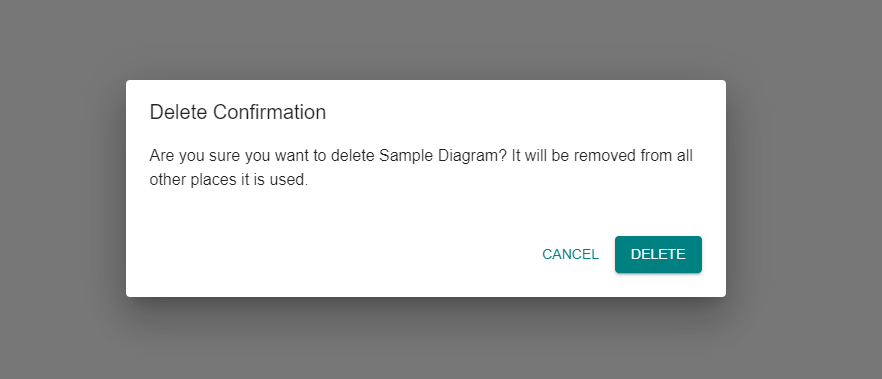 Delete Confirmation
Are you sure you want to delete Sample Diagram? It will be removed from all
other places it is used.
CANCEL
DELETE